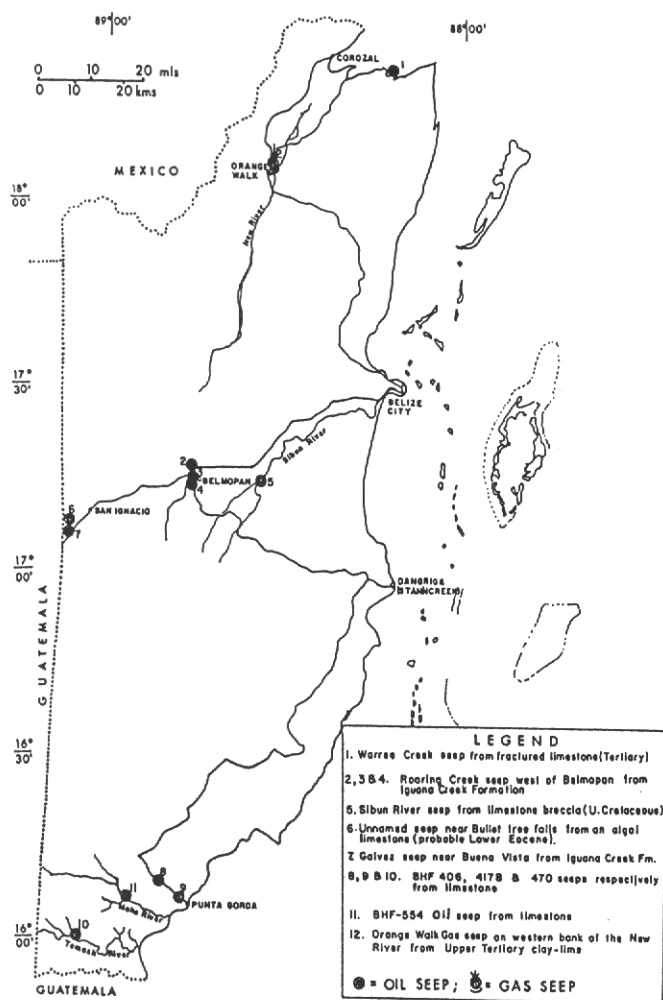 89°00'
88°00'
COROZAL
1
0 10 20 mls
0 10 20 kms
MEXICO
ORANGE
WALK
18°
00'
New River
17°
30'
BELIZE
CITY
Sibun River
2
3
BELMOPAN
4
5
SAN IGNACIO
6
7
17°
00'
DANGRIGA
(STANN CREEK)
GUATEMALA
16°
30'
LEGEND
1. Warree Creek seep from fractured limestone (Tertiary)
2,3&4. Roaring Creek seep west of Belmopan from
Iguana Creek Formation
5. Sibun River seep from limestone breccia (U.Cretaceous)
6. Unnamed seep near Bullet tree falls from an algal
limestone (probable Lower Eocene).
7. Galvez seep near Buena Vista from Iguana Creek Fm.
8,9 & 10. BHF 406, 417B & 470 seeps respectively
from limestone
11. BHF-554 Oil seep from limestone
12. Orange Walk Gas seep on western bank of the New
River from Upper Tertiary clay-lims
= OIL SEEP; = GAS SEEP
8
11
9
Moho River
PUNTA GORDA
10
16°
00'
Temash River
GUATEMALA